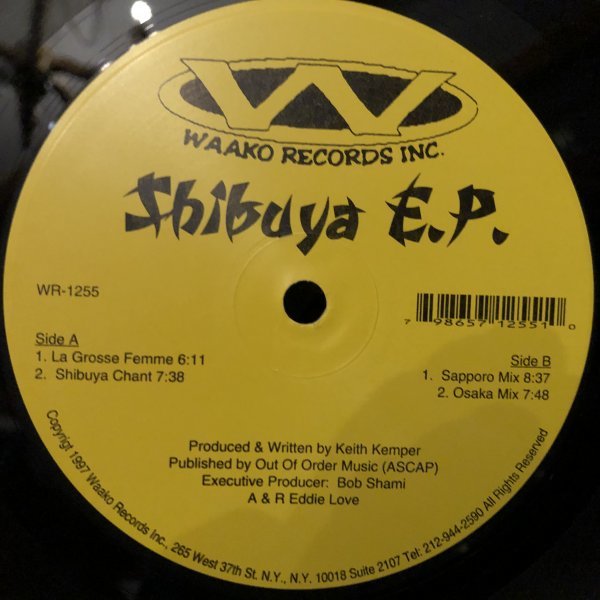 W
WAAKO RECORDS INC.
Shibuya E.P.
WR-1255
7 98657 12551 0
Side A
1. La Grosse Femme 6:11
2. Shibuya Chant 7:38
Side B
1. Sapporo Mix 8:37
2. Osaka Mix 7:48
Produced & Written by Keith Kemper
Published by Out Of Order Music (ASCAP)
Executive Producer: Bob Shami
A & R Eddie Love
Copyrigt 1997 Waako Records Inc., 265 West 37th St. N.Y., N.Y. 10018 Suite 2107 Tel: 212-944-2590 All Rights Reserved